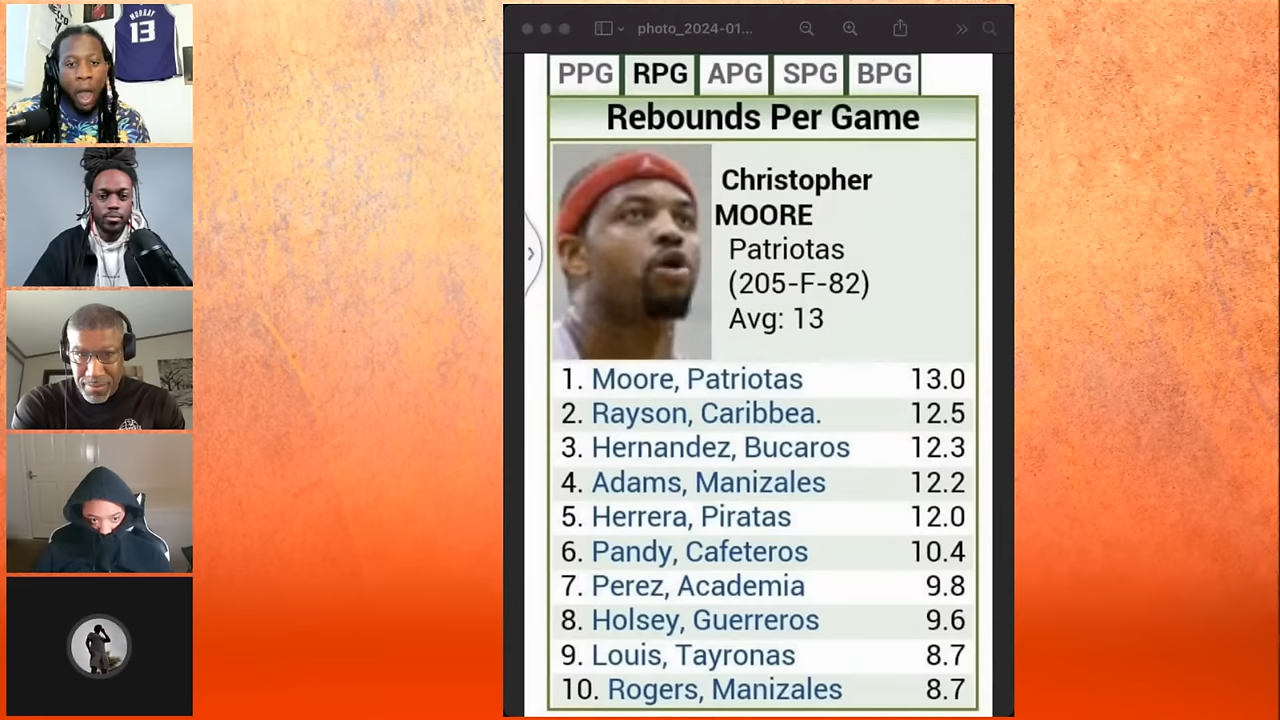 MURRAY
13
photo_2024-01...
PPG RPG APG SPG BPG
Rebounds Per Game
Christopher
MOORE
Patriotas
(205-F-82)
Avg: 13
1. Moore, Patriotas 13.0
2. Rayson, Caribbea. 12.5
3. Hernandez, Bucaros 12.3
4. Adams, Manizales 12.2
5. Herrera, Piratas 12.0
6. Pandy, Cafeteros 10.4
7. Perez, Academia 9.8
8. Holsey, Guerreros 9.6
9. Louis, Tayronas 8.7
10. Rogers, Manizales 8.7